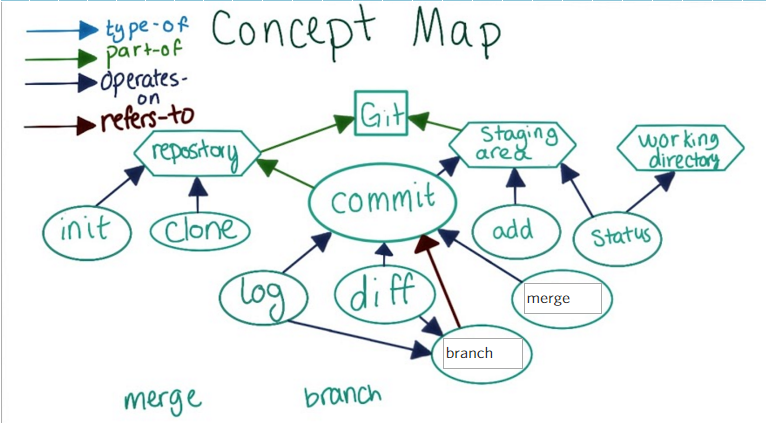 type-of
part-of
operates-
on
refers-to
Concept Map
Git
repository
Staging
area
working
directory
commit
init
clone
add
Status
log
diff
merge
branch
merge
branch